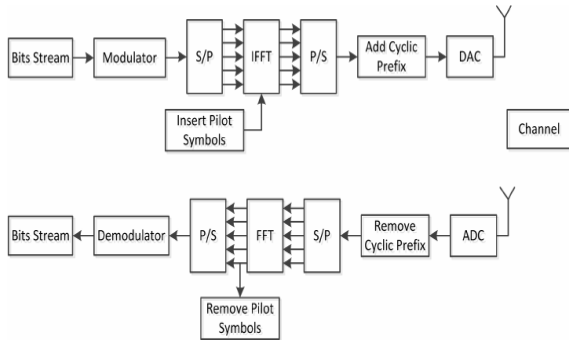 Bits Stream
Modulator
S/P
IFFT
P/S
Add Cyclic
Prefix
DAC
Insert Pilot
Symbols
Channel
Bits Stream
Demodulator
P/S
FFT
S/P
Remove
Cyclic Prefix
ADC
Remove Pilot
Symbols